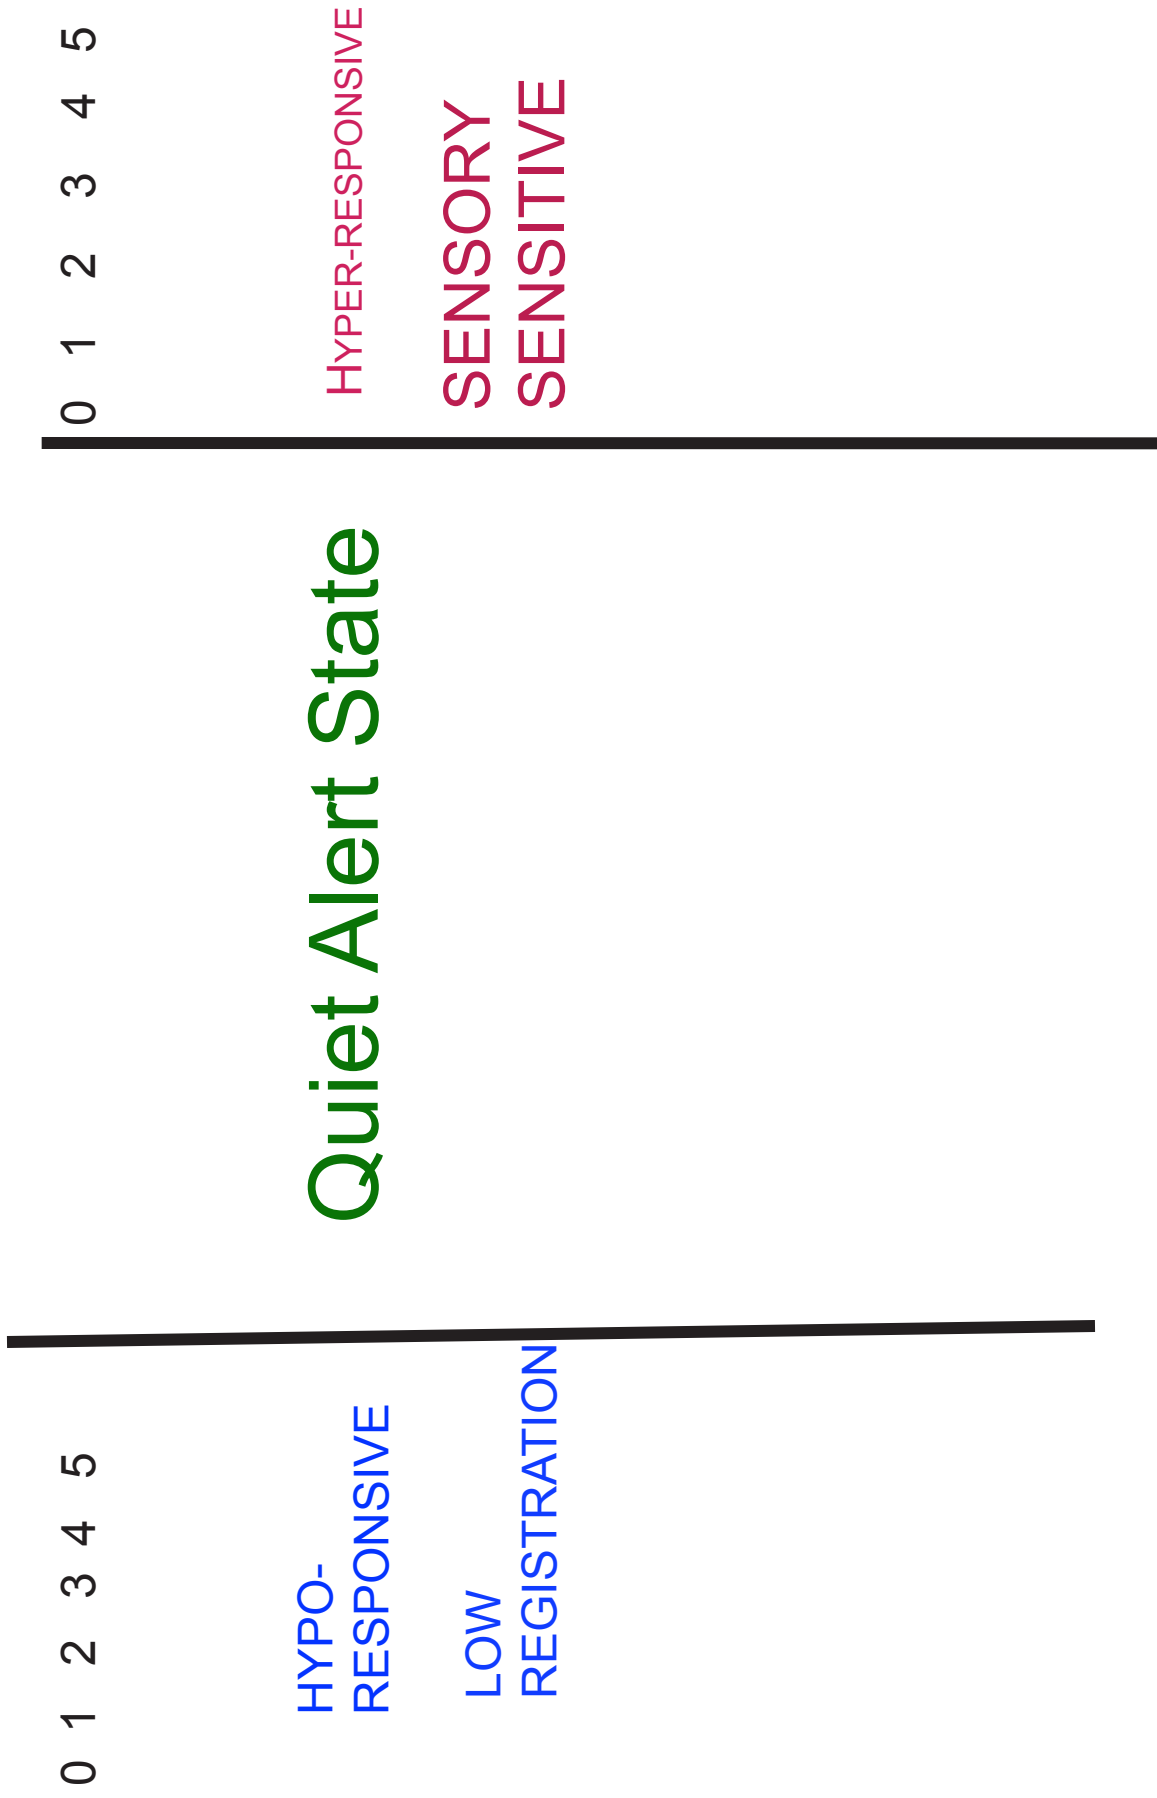 0 1 2 3 4 5
HYPO-
RESPONSIVE
LOW
REGISTRATION
Quiet Alert State
0 1 2 3 4 5
HYPER-RESPONSIVE
SENSORY
SENSITIVE